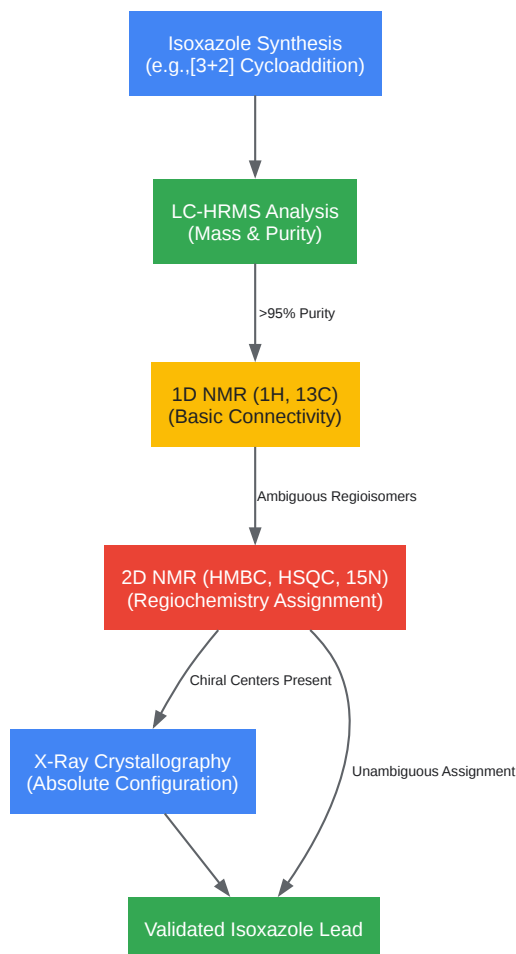 Isoxazole Synthesis
(e.g.,[3+2] Cycloaddition)
LC-HRMS Analysis
(Mass & Purity)
>95% Purity
1D NMR (1H, 13C)
(Basic Connectivity)
Ambiguous Regioisomers
2D NMR (HMBC, HSQC, 15N)
(Regiochemistry Assignment)
Chiral Centers Present
X-Ray Crystallography
(Absolute Configuration)
Unambiguous Assignment
Validated Isoxazole Lead